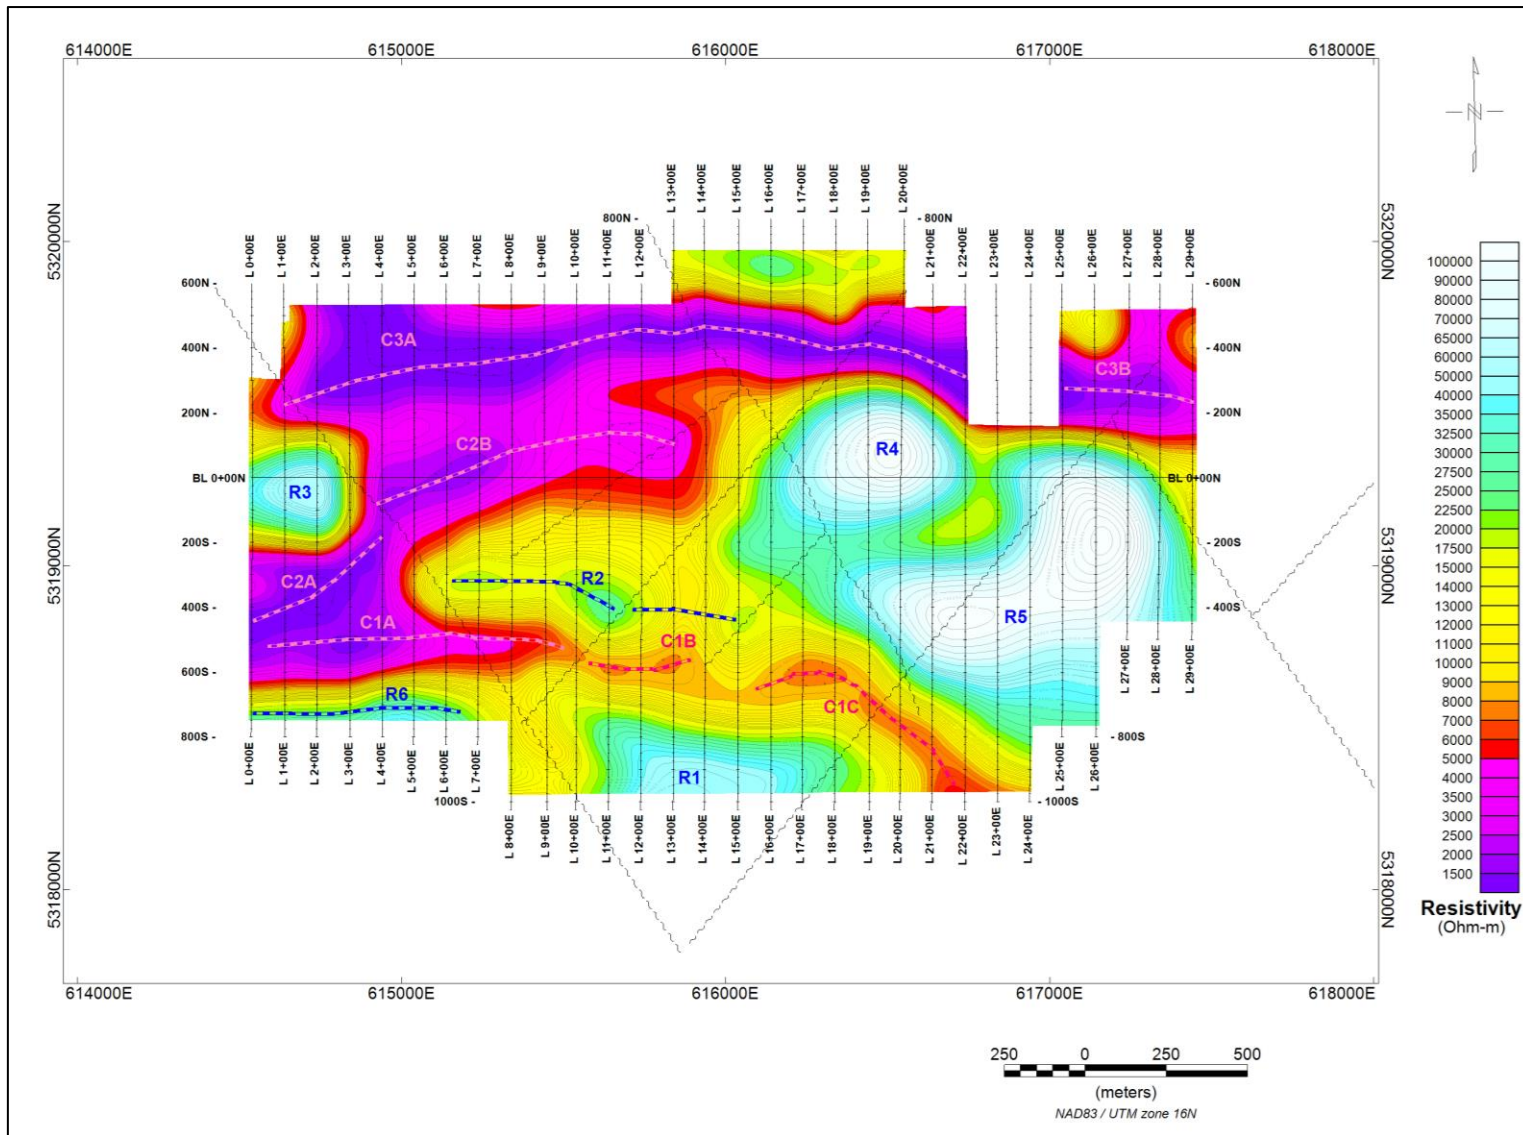 614000E 615000E 616000E 617000E 618000E
L 13+00E L 14+00E L 15+00E L 16+00E L 17+00E L 18+00E L 19+00E L 20+00E
800N - - 800N
5320000N 5320000N
L 0+00E L 1+00E L 2+00E L 3+00E L 4+00E L 5+00E L 6+00E L 7+00E L 8+00E L 9+00E L 10+00E L 11+00E L 12+00E L 21+00E L 22+00E L 23+00E L 24+00E L 25+00E L 26+00E L 27+00E L 28+00E L 29+00E
600N - - 600N
C3A
400N - - 400N
C3B
200N - - 200N
C2B
R4
BL 0+00N BL 0+00N
R3
200S - - 200S
5319000N 5319000N
C2A R2
400S - - 400S
R5
C1A
C1B
600S - - 600S
R6
C1C
800S - - 800S
L 0+00E L 1+00E L 2+00E L 3+00E L 4+00E L 5+00E L 6+00E L 7+00E
L 25+00E L 26+00E
L 27+00E L 28+00E L 29+00E
R1
1000S - - 1000S
L 8+00E L 9+00E L 10+00E L 11+00E L 12+00E L 13+00E L 14+00E L 15+00E L 16+00E L 17+00E L 18+00E L 19+00E L 20+00E L 21+00E L 22+00E L 23+00E L 24+00E
5318000N 5318000N
614000E 615000E 616000E 617000E 618000E
N
100000
90000
80000
70000
65000
60000
50000
40000
35000
32500
30000
27500
25000
22500
20000
17500
15000
14000
13000
12000
11000
10000
9000
8000
7000
6000
5000
4000
3500
3000
2500
2000
1500
Resistivity
(Ohm-m)
250 0 250 500
(meters)
NAD83 / UTM zone 16N